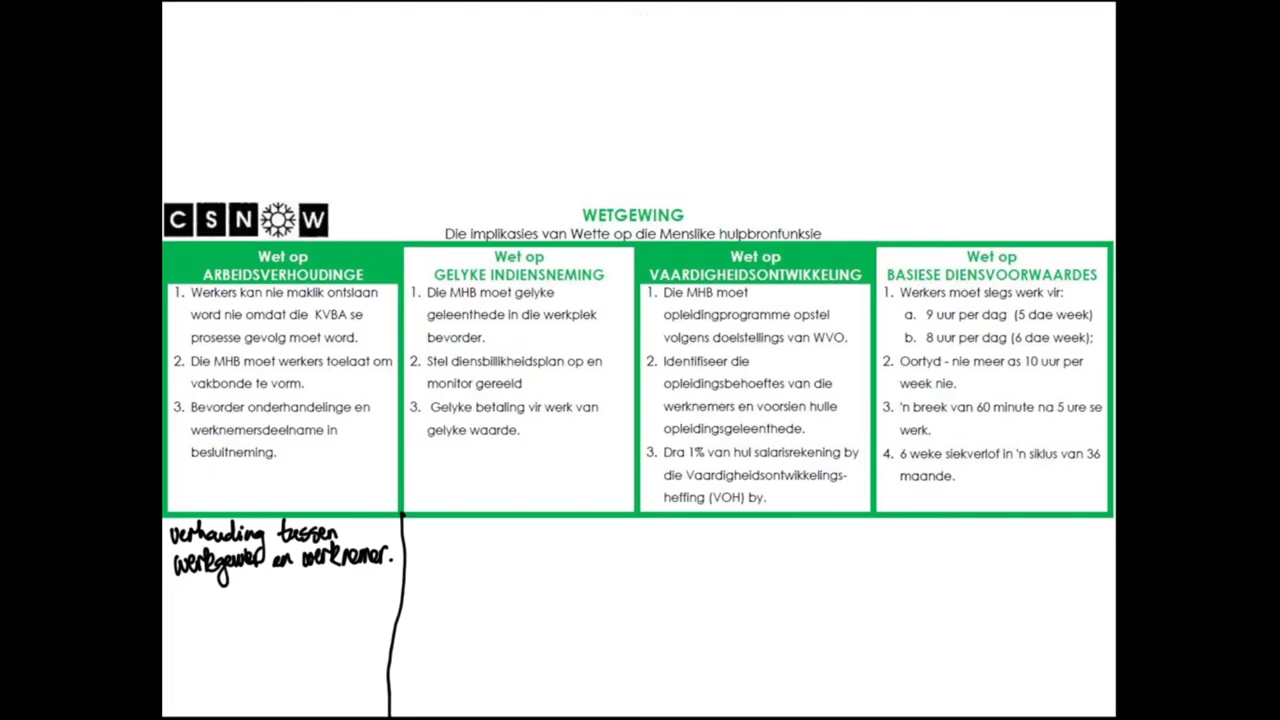 CSNOW
WETGEWING
Die implikasies van Wette op die Menslike hulpbronfunksie
Wet op
ARBEIDSVERHOUDINGE
1. Werkers kan nie maklik ontslaan
word nie omdat die KVBA se
prosesse gevolg moet word.
2. Die MHB moet werkers toelaat om
vakbonde te vorm.
3. Bevorder onderhandelinge en
werknemersdeelname in
besluitneming.
Wet op
GELYKE INDIENSNEMING
1. Die MHB moet gelyke
geleenthede in die werkplek
bevorder.
2. Stel diensbillikheidsplan op en
monitor gereeld
3. Gelyke betaling vir werk van
gelyke waarde.
Wet op
VAARDIGHEIDSONTWIKKELING
1. Die MHB moet
opleidingprogramme opstel
volgens doelstellings van WVO.
2. Identifiseer die
opleidingsbehoeftes van die
werknemers en voorsien hulle
opleidingsgeleenthede.
3. Dra 1% van hul salarisrekening by
die Vaardigheidsontwikkelings-
heffing (VOH) by.
Wet op
BASIESE DIENSVOORWAARDES
1. Werkers moet slegs werk vir:
a. 9 uur per dag (5 dae week)
b. 8 uur per dag (6 dae week);
2. Oortyd - nie meer as 10 uur per
week nie.
3. 'n breek van 60 minute na 5 ure se
werk.
4. 6 weke siekverlof in 'n siklus van 36
maande.
verhouding tussen
werkgewer en werknemer.